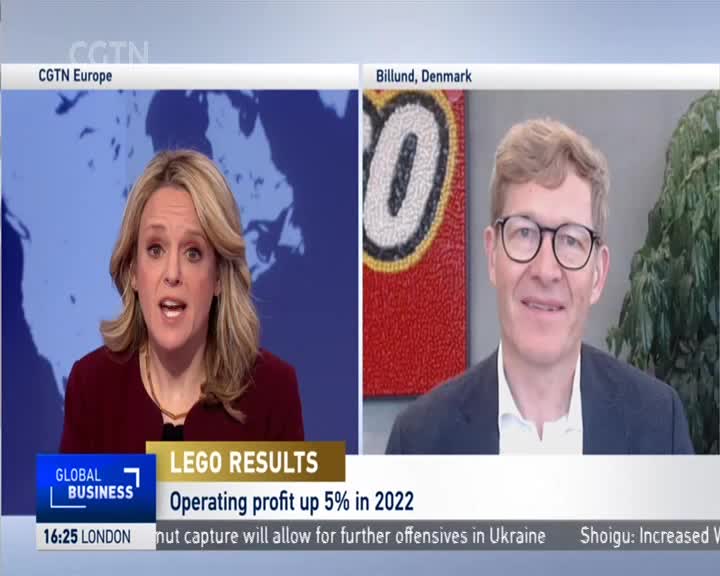 CGTN
CGTN Europe
Billund, Denmark
LEGO RESULTS
GLOBAL
BUSINESS
Operating profit up 5% in 2022
16:25 LONDON
nut capture will allow for further offensives in Ukraine Shoigu: Increased